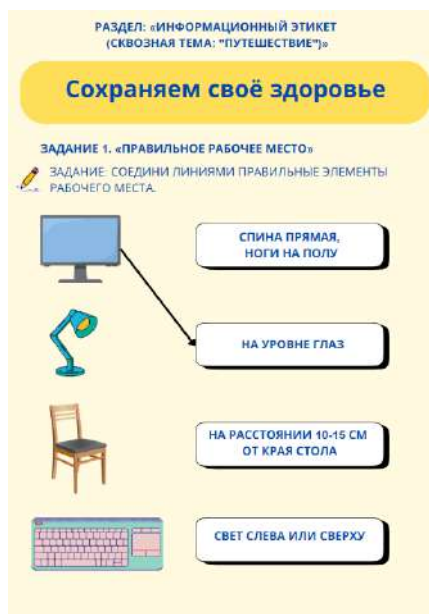 РАЗДЕЛ: «ИНФОРМАЦИОННЫЙ ЭТИКЕТ
(СКВОЗНАЯ ТЕМА: "ПУТЕШЕСТВИЕ")»
Сохраняем своё здоровье
ЗАДАНИЕ 1. «ПРАВИЛЬНОЕ РАБОЧЕЕ МЕСТО»
ЗАДАНИЕ: СОЕДИНИ ЛИНИЯМИ ПРАВИЛЬНЫЕ ЭЛЕМЕНТЫ
РАБОЧЕГО МЕСТА.
СПИНА ПРЯМАЯ,
НОГИ НА ПОЛУ
НА УРОВНЕ ГЛАЗ
НА РАССТОЯНИИ 10-15 СМ
ОТ КРАЯ СТОЛА
СВЕТ СЛЕВА ИЛИ СВЕРХУ